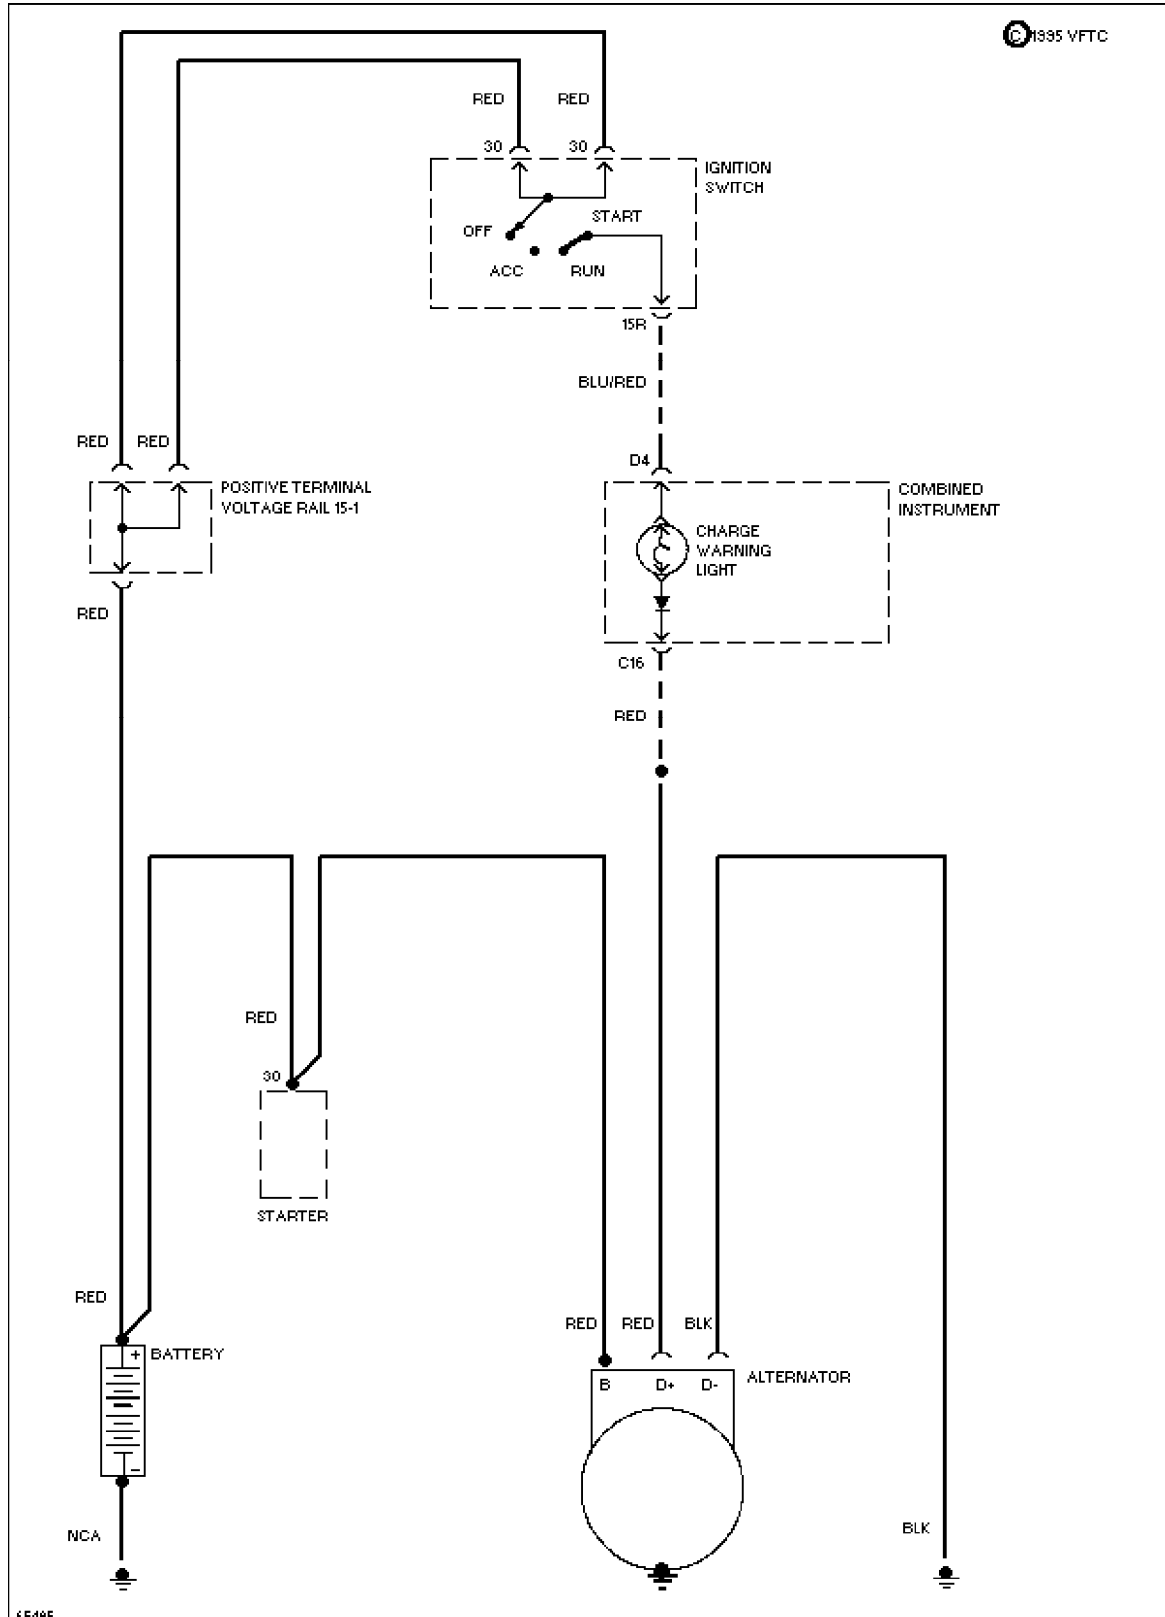 © 1995 VFTC
RED
RED
30
30
IGNITION
SWITCH
START
OFF
ACC
RUN
15R
BLU/RED
RED
RED
D4
POSITIVE TERMINAL
VOLTAGE RAIL 15-1
COMBINED
INSTRUMENT
CHARGE
WARNING
LIGHT
RED
C16
RED
RED
30
STARTER
RED
RED
RED
BLK
+ BATTERY
ALTERNATOR
B
D+
D-
-
NCA
BLK